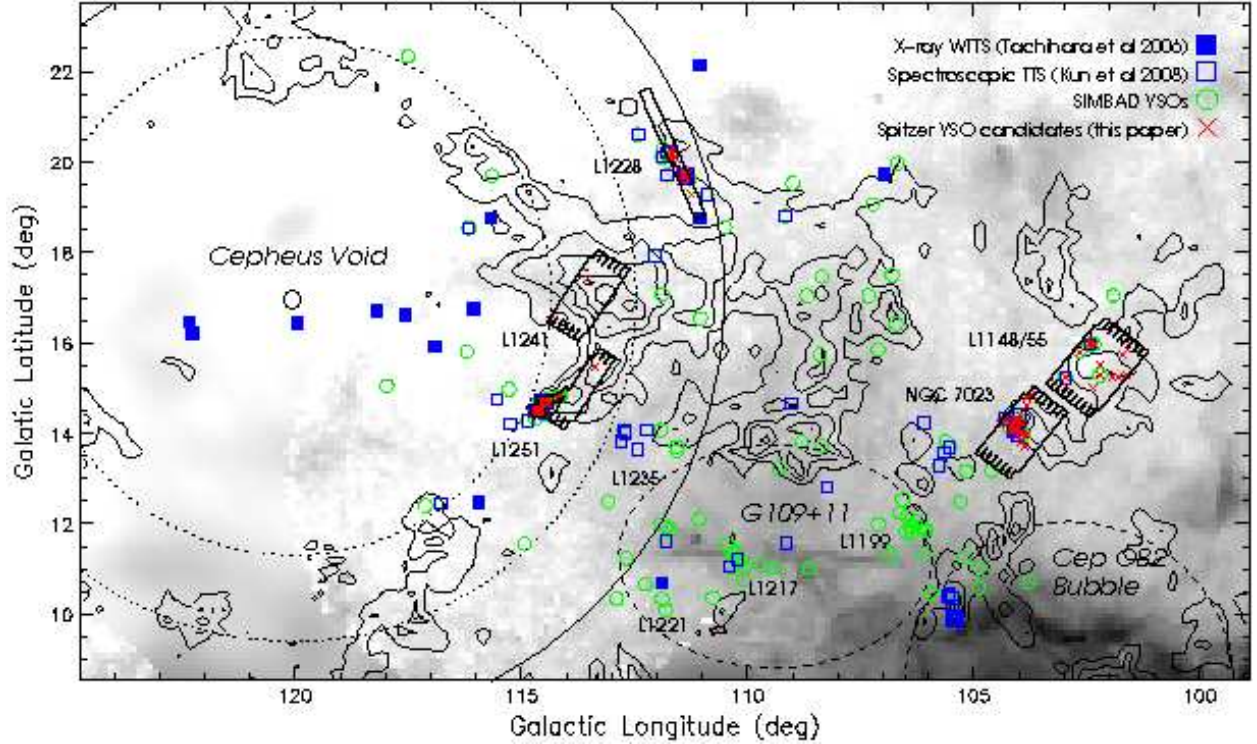 X-ray WTTS (Tachihara et al 2006)
Spectroscopic TTS (Kun et al 2008)
SIMBAD YSOs
Spitzer YSO candidates (this paper)
22
20
18
16
14
12
10
Galactic Latitude (deg)
L1228
Cepheus Void
L1241
L1148/55
NGC 7023
L1251
L1235
G109+11
L1199
Cep OB2
Bubble
L1217
L1221
120
115
110
105
100
Galactic Longitude (deg)